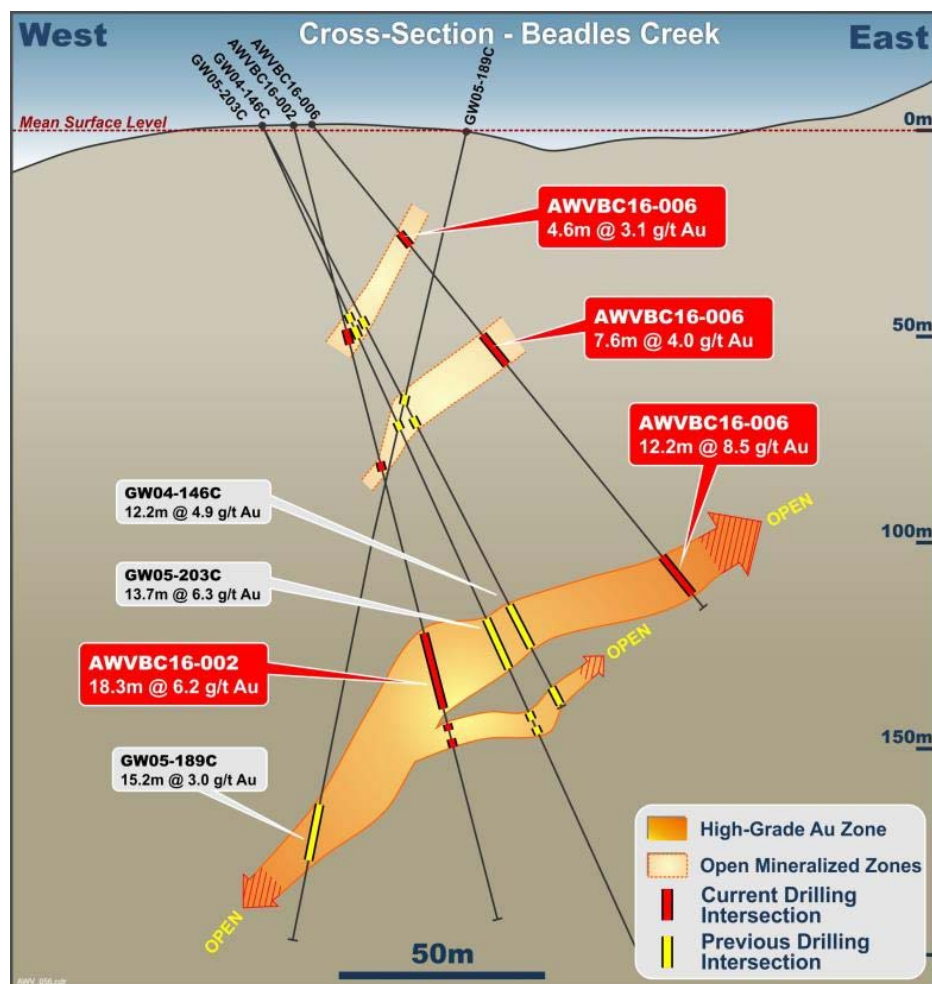 West
Cross-Section - Beadles Creek
East
GW05-203C
GW04-146C
AWVBC16-002
AWVBC16-006
GW05-189C
Mean Surface Level
0m
AWVBC16-006
4.6m @ 3.1 g/t Au
AWVBC16-006
7.6m @ 4.0 g/t Au
50m
AWVBC16-006
12.2m @ 8.5 g/t Au
GW04-146C
12.2m @ 4.9 g/t Au
OPEN
100m
GW05-203C
13.7m @ 6.3 g/t Au
OPEN
AWVBC16-002
18.3m @ 6.2 g/t Au
150m
GW05-189C
15.2m @ 3.0 g/t Au
High-Grade Au Zone
Open Mineralized Zones
Current Drilling
Intersection
Previous Drilling
Intersection
OPEN
50m